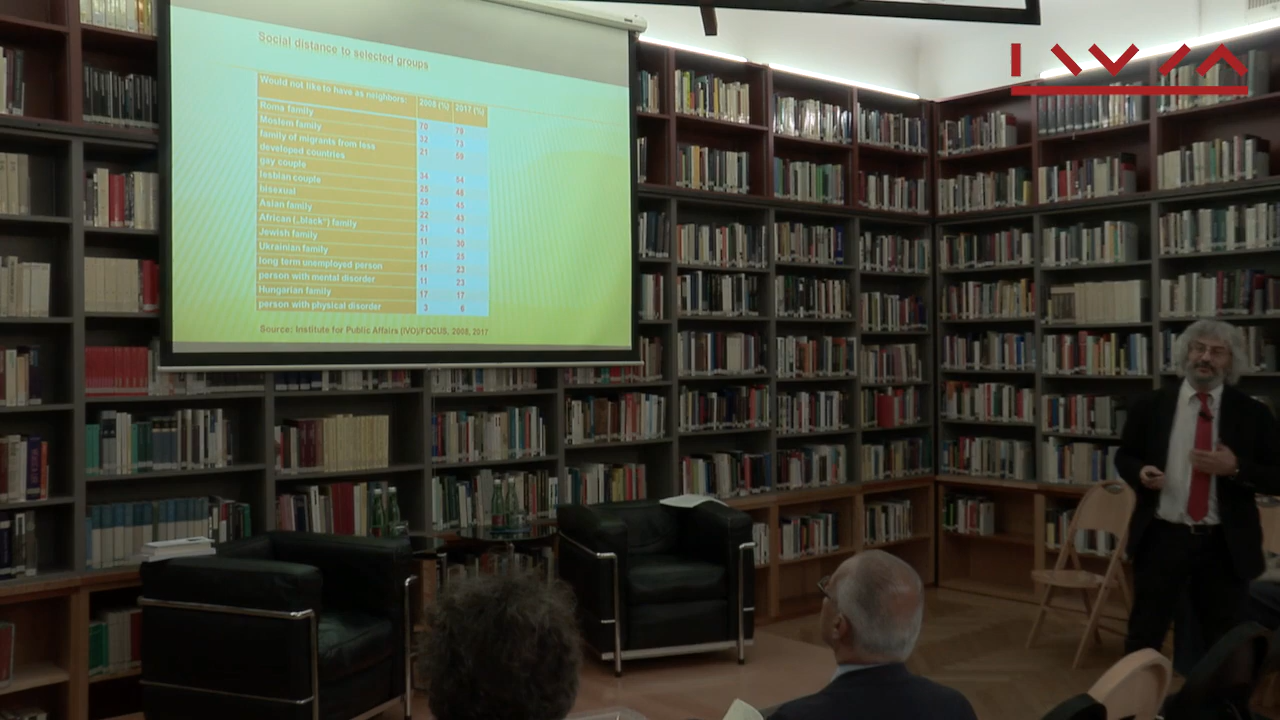 Social distance to selected groups
Would not like to have as neighbors: 2008 (%) 2017 (%)
Roma family 70 79
Moslem family 32 73
family of migrants from less developed countries 21 59
gay couple 34 54
lesbian couple 25 48
bisexual 25 45
Asian family 22 43
African („black“) family 21 43
Jewish family 11 30
Ukrainian family 17 25
long term unemployed person 11 23
person with mental disorder 11 23
Hungarian family 17 17
person with physical disorder 3 6
Source: Institute for Public Affairs (IVO)/FOCUS, 2008, 2017